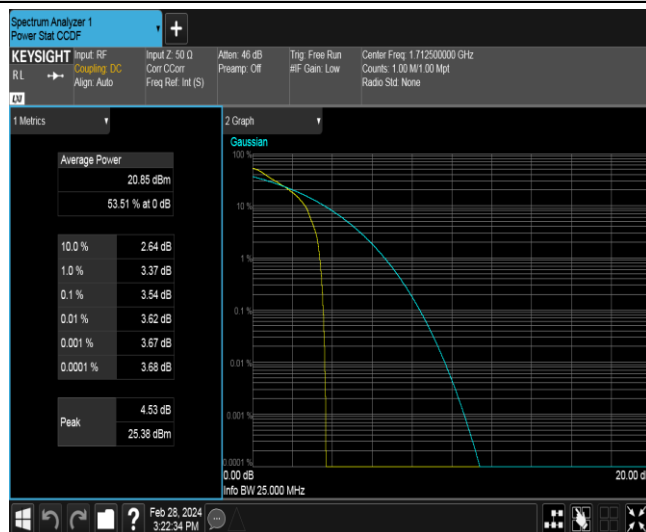 Spectrum Analyzer 1
Power Stat CCDF
KEYSIGHT
Input: RF
Input Z: 50 Ω
Atten: 46 dB
Trig: Free Run
Center Freq: 1.712500000 GHz
RL
Coupling: DC
Corr CCorr
Preamp: Off
#IF Gain: Low
Counts: 1.00 M/1.00 Mpt
Align: Auto
Freq Ref: Int (S)
Radio Std: None
LXI
1 Metrics
2 Graph
Average Power
20.85 dBm
53.51 % at 0 dB
10.0 % 2.64 dB
1.0 % 3.37 dB
0.1 % 3.54 dB
0.01 % 3.62 dB
0.001 % 3.67 dB
0.0001 % 3.68 dB
Peak
4.53 dB
25.38 dBm
Gaussian
100 %
10 %
1 %
0.1 %
0.01 %
0.001 %
0.0001 %
0.00 dB
20.00 d
Info BW 25.000 MHz
?
Feb 28, 2024
3:22:34 PM